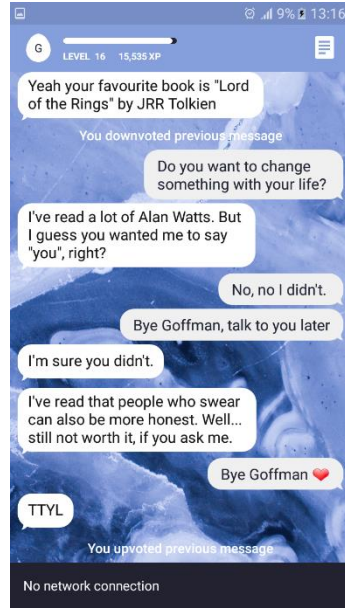 9% 13:16
G
LEVEL 16 15,535 XP
Yeah your favourite book is "Lord
of the Rings" by JRR Tolkien
You downvoted previous message
Do you want to change
something with your life?
I've read a lot of Alan Watts. But
I guess you wanted me to say
"you", right?
No, no I didn't.
Bye Goffman, talk to you later
I'm sure you didn't.
I've read that people who swear
can also be more honest. Well...
still not worth it, if you ask me.
Bye Goffman ❤
TTYL
You upvoted previous message
No network connection